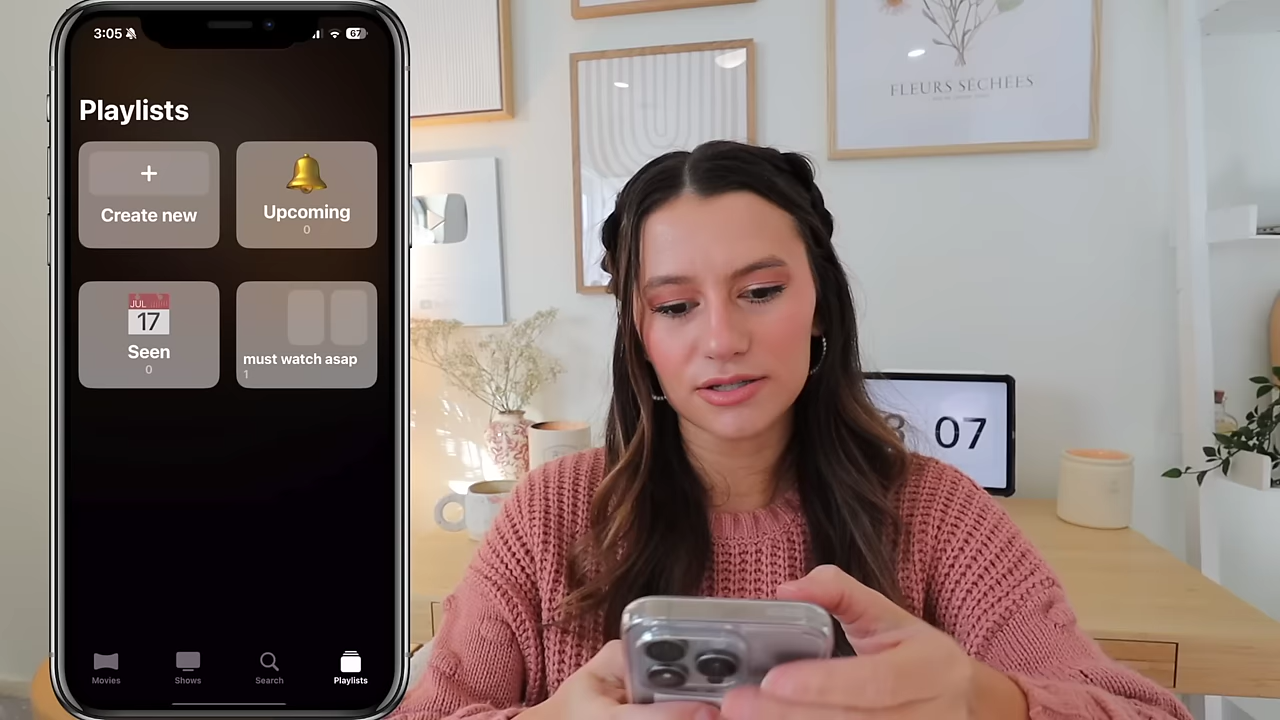 3:05
67
Playlists
+
Create new
Upcoming
0
JUL
17
Seen
0
must watch asap
1
Movies
Shows
Search
Playlists
FLEURS SÉCHÉES
07